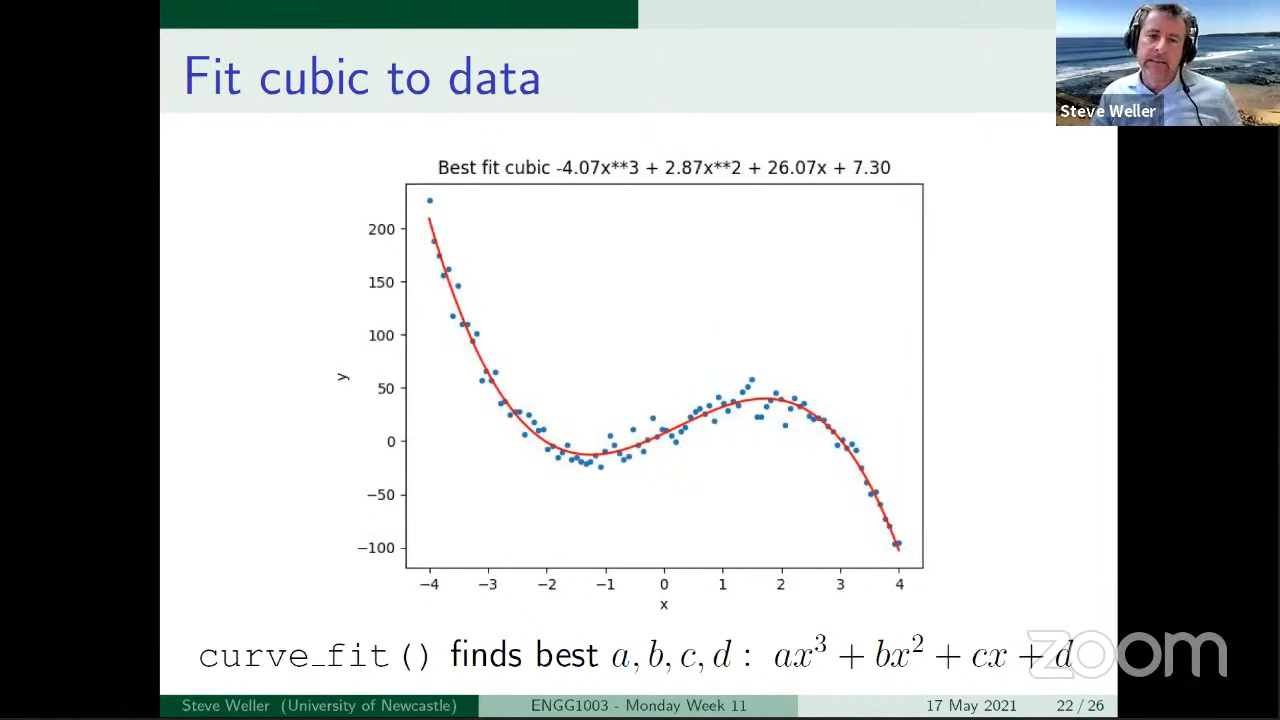 Fit cubic to data
Steve Weller
Best fit cubic -4.07x**3 + 2.87x**2 + 26.07x + 7.30
200
150
100
50
0
−50
−100
y
−4 −3 −2 −1 0 1 2 3 4
x
curve_fit() finds best a, b, c, d : ax³ + bx² + cx + d
zoom
Steve Weller (University of Newcastle) ENGG1003 - Monday Week 11 17 May 2021 22 / 26